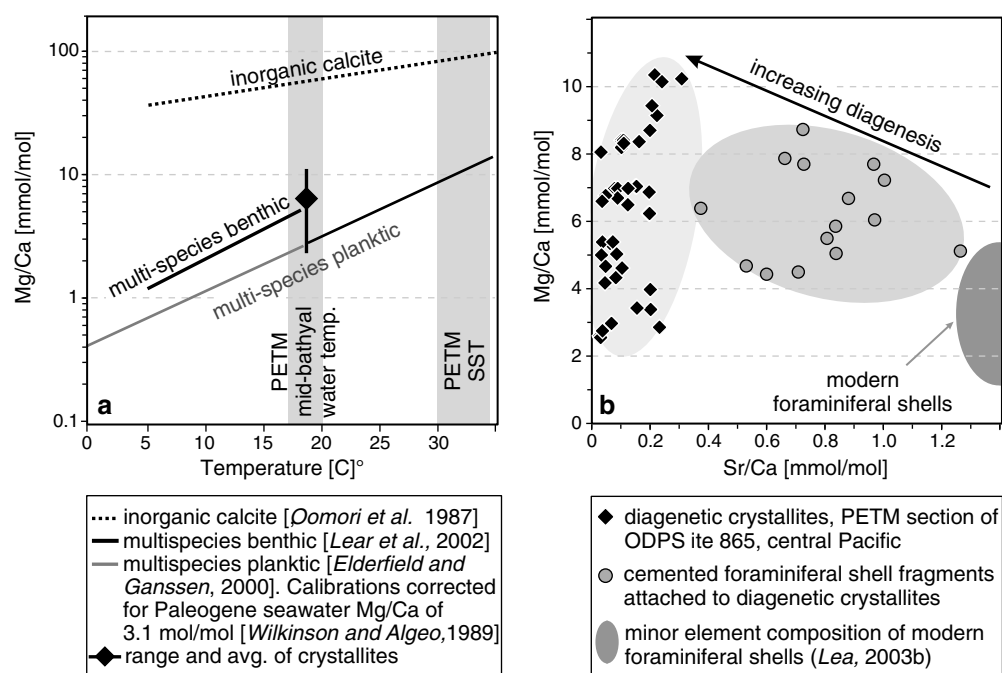 100
10
1
0.1
Mg/Ca [mmol/mol]
inorganic calcite
multi-species benthic
multi-species planktic
PETM
mid-bathyal
water temp.
PETM
SST
a
0
5
10
15
20
25
30
35
Temperature [C]°
inorganic calcite [Oomori et al. 1987]
multispecies benthic [Lear et al., 2002]
multispecies planktic [Elderfield and
Ganssen, 2000]. Calibrations corrected
for Paleogene seawater Mg/Ca of
3.1 mol/mol [Wilkinson and Algeo,1989]
range and avg. of crystallites
10
8
6
4
2
0
Mg/Ca [mmol/mol]
increasing diagenesis
modern
foraminiferal shells
b
0
0.2
0.4
0.6
0.8
1.0
1.2
Sr/Ca [mmol/mol]
diagenetic crystallites, PETM section of
ODPS ite 865, central Pacific
cemented foraminiferal shell fragments
attached to diagenetic crystallites
minor element composition of modern
foraminiferal shells (Lea, 2003b)